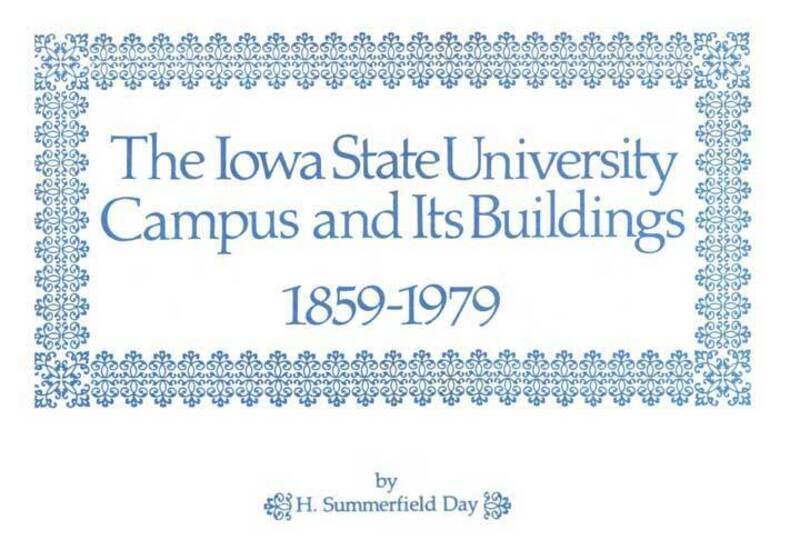 The Iowa State University
Campus and Its Buildings
1859-1979
by
H. Summerfield Day